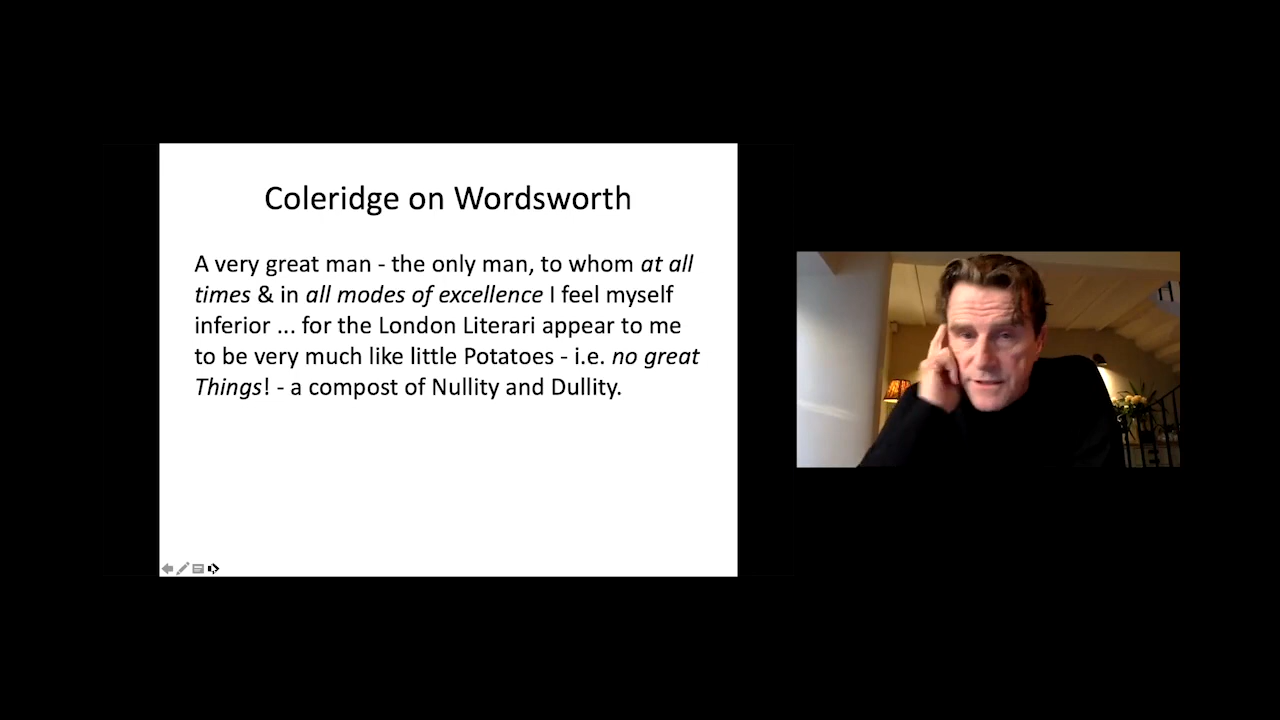 Coleridge on Wordsworth
A very great man - the only man, to whom at all
times & in all modes of excellence I feel myself
inferior ... for the London Literari appear to me
to be very much like little Potatoes - i.e. no great
Things! - a compost of Nullity and Dullity.